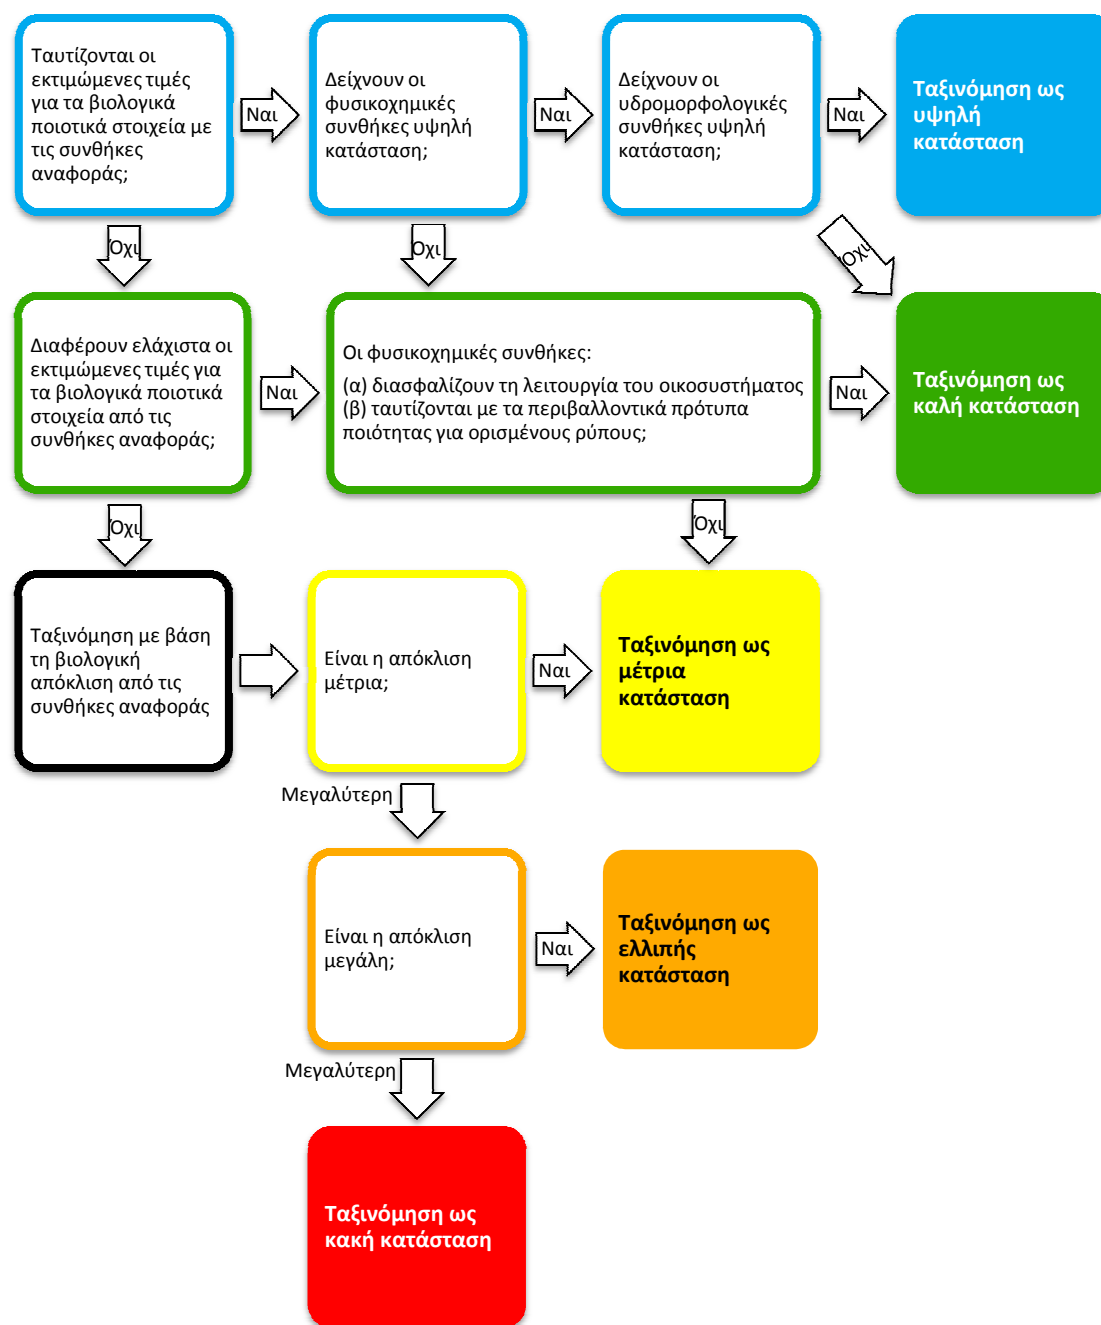 Ταυτίζονται οι
εκτιμώμενες τιμές
για τα βιολογικά
ποιοτικά στοιχεία με
τις συνθήκες
αναφοράς;
Ναι
Δείχνουν οι
φυσικοχημικές
συνθήκες υψηλή
κατάσταση;
Ναι
Δείχνουν οι
υδρομορφολογικές
συνθήκες υψηλή
κατάσταση;
Ναι
Ταξινόμηση ως
υψηλή
κατάσταση
Όχι
Όχι
Όχι
Διαφέρουν ελάχιστα οι
εκτιμώμενες τιμές για
τα βιολογικά ποιοτικά
στοιχεία από τις
συνθήκες αναφοράς;
Ναι
Οι φυσικοχημικές συνθήκες:
(α) διασφαλίζουν τη λειτουργία του οικοσυστήματος
(β) ταυτίζονται με τα περιβαλλοντικά πρότυπα
ποιότητας για ορισμένους ρύπους;
Ναι
Ταξινόμηση ως
καλή κατάσταση
Όχι
Όχι
Ταξινόμηση με βάση
τη βιολογική
απόκλιση από τις
συνθήκες αναφοράς
Είναι η απόκλιση
μέτρια;
Ναι
Ταξινόμηση ως
μέτρια
κατάσταση
Μεγαλύτερη
Είναι η απόκλιση
μεγάλη;
Ναι
Ταξινόμηση ως
ελλιπής
κατάσταση
Μεγαλύτερη
Ταξινόμηση ως
κακή κατάσταση